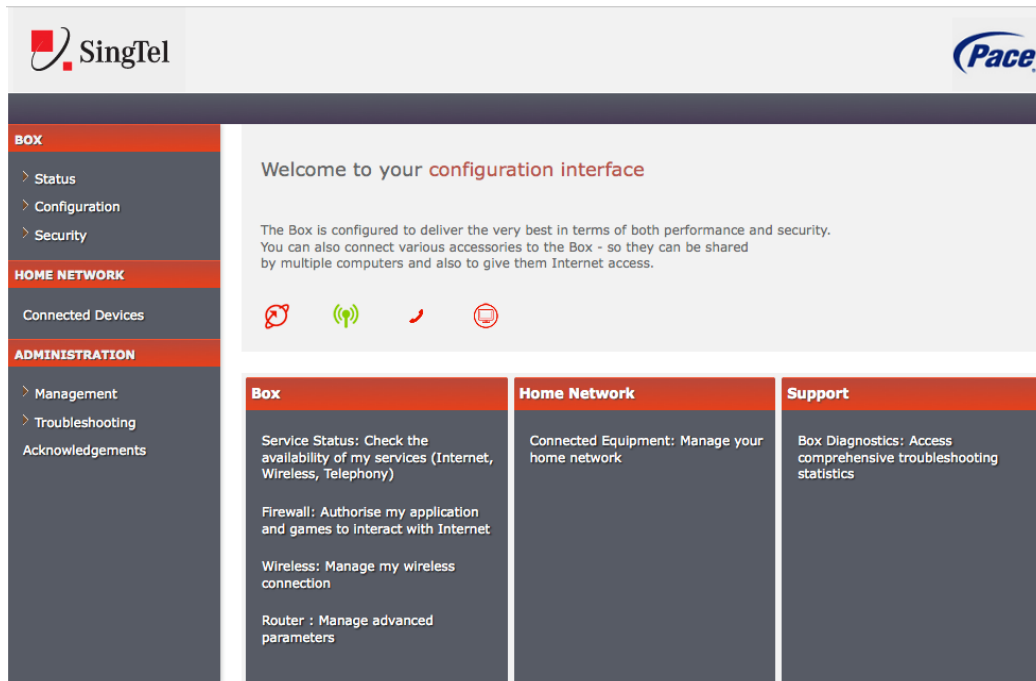 SingTel
Pace
BOX
Status
Configuration
Security
HOME NETWORK
Connected Devices
ADMINISTRATION
Management
Troubleshooting
Acknowledgements
Welcome to your configuration interface
The Box is configured to deliver the very best in terms of both performance and security.
You can also connect various accessories to the Box - so they can be shared
by multiple computers and also to give them Internet access.
Box
Service Status: Check the
availability of my services (Internet,
Wireless, Telephony)
Firewall: Authorise my application
and games to interact with Internet
Wireless: Manage my wireless
connection
Router : Manage advanced
parameters
Home Network
Connected Equipment: Manage your
home network
Support
Box Diagnostics: Access
comprehensive troubleshooting
statistics